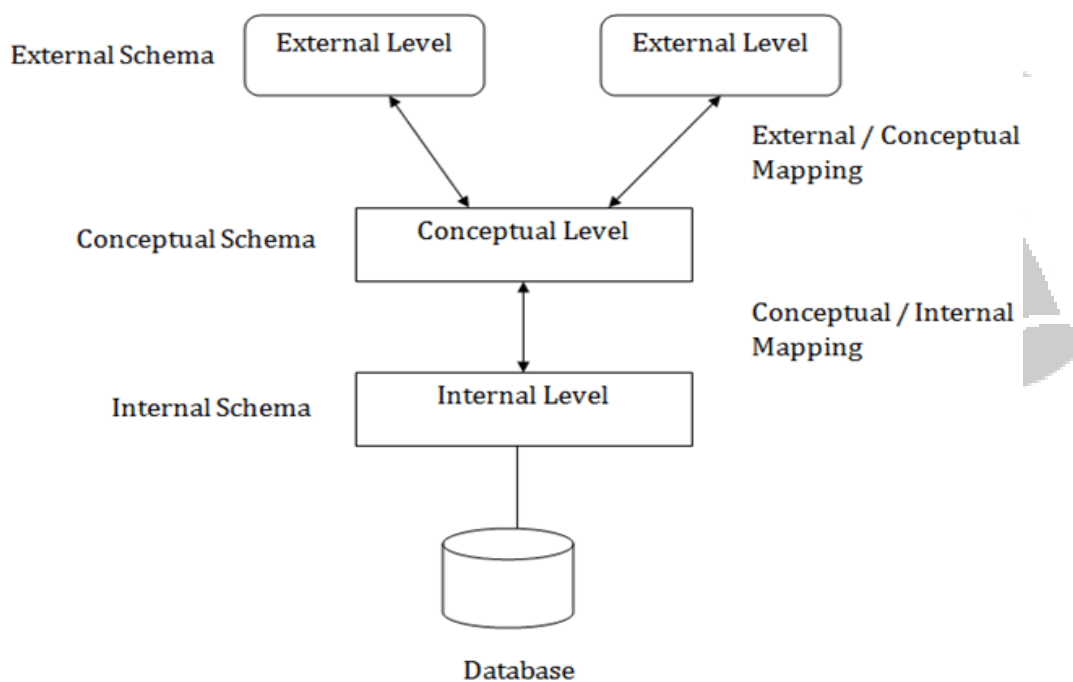 External Schema
External Level
External Level
External / Conceptual
Mapping
Conceptual Schema
Conceptual Level
Conceptual / Internal
Mapping
Internal Schema
Internal Level
Database